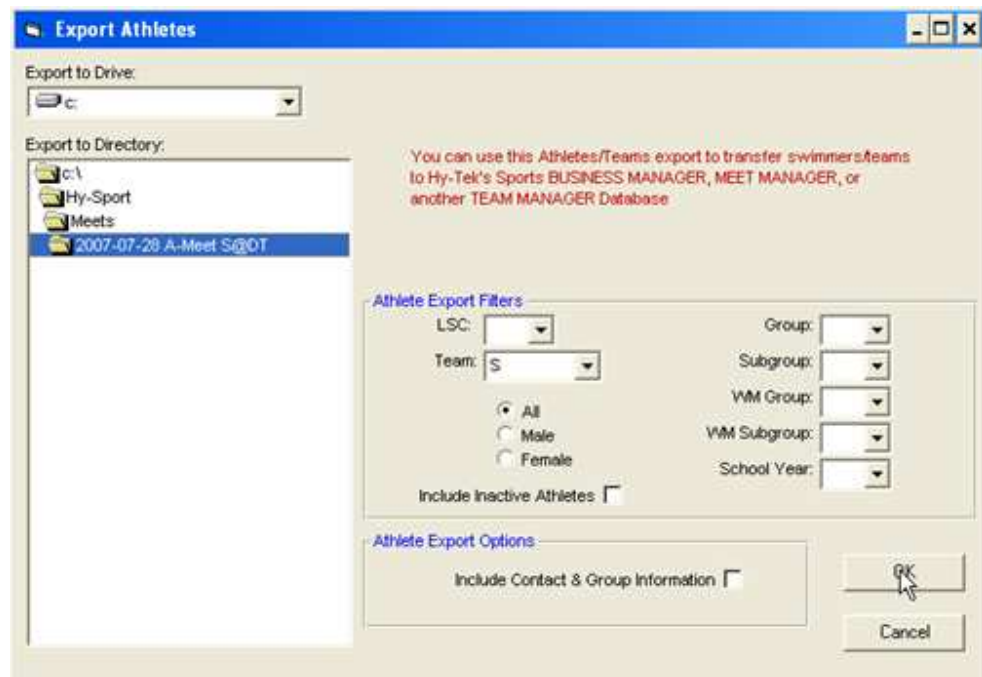 Export Athletes
Export to Drive:
c:
Export to Directory:
c:\
Hy-Sport
Meets
2007-07-28 A-Meet S@DT
You can use this Athletes/Teams export to transfer swimmers/teams
to Hy-Tek's Sports BUSINESS MANAGER, MEET MANAGER, or
another TEAM MANAGER Database
Athlete Export Filters
LSC:
Team: S
All
Male
Female
Include Inactive Athletes
Group:
Subgroup:
WM Group:
WM Subgroup:
School Year:
Athlete Export Options
Include Contact & Group Information
OK
Cancel